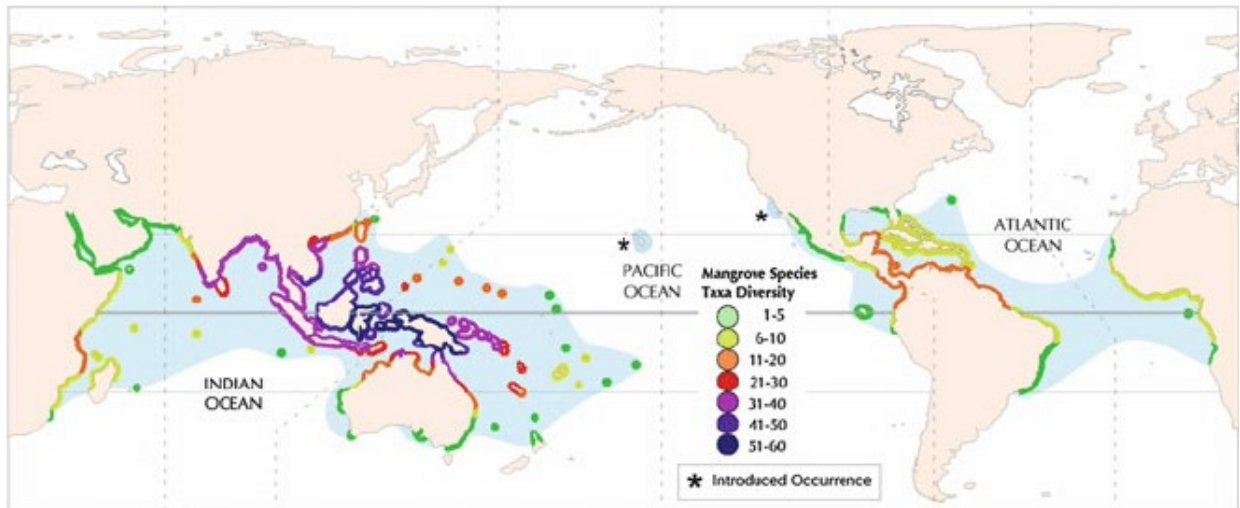 ATLANTIC
OCEAN
*
*
PACIFIC
OCEAN
Mangrove Species
Taxa Diversity
1-5
6-10
11-20
21-30
31-40
41-50
51-60
INDIAN
OCEAN
* Introduced Occurrence